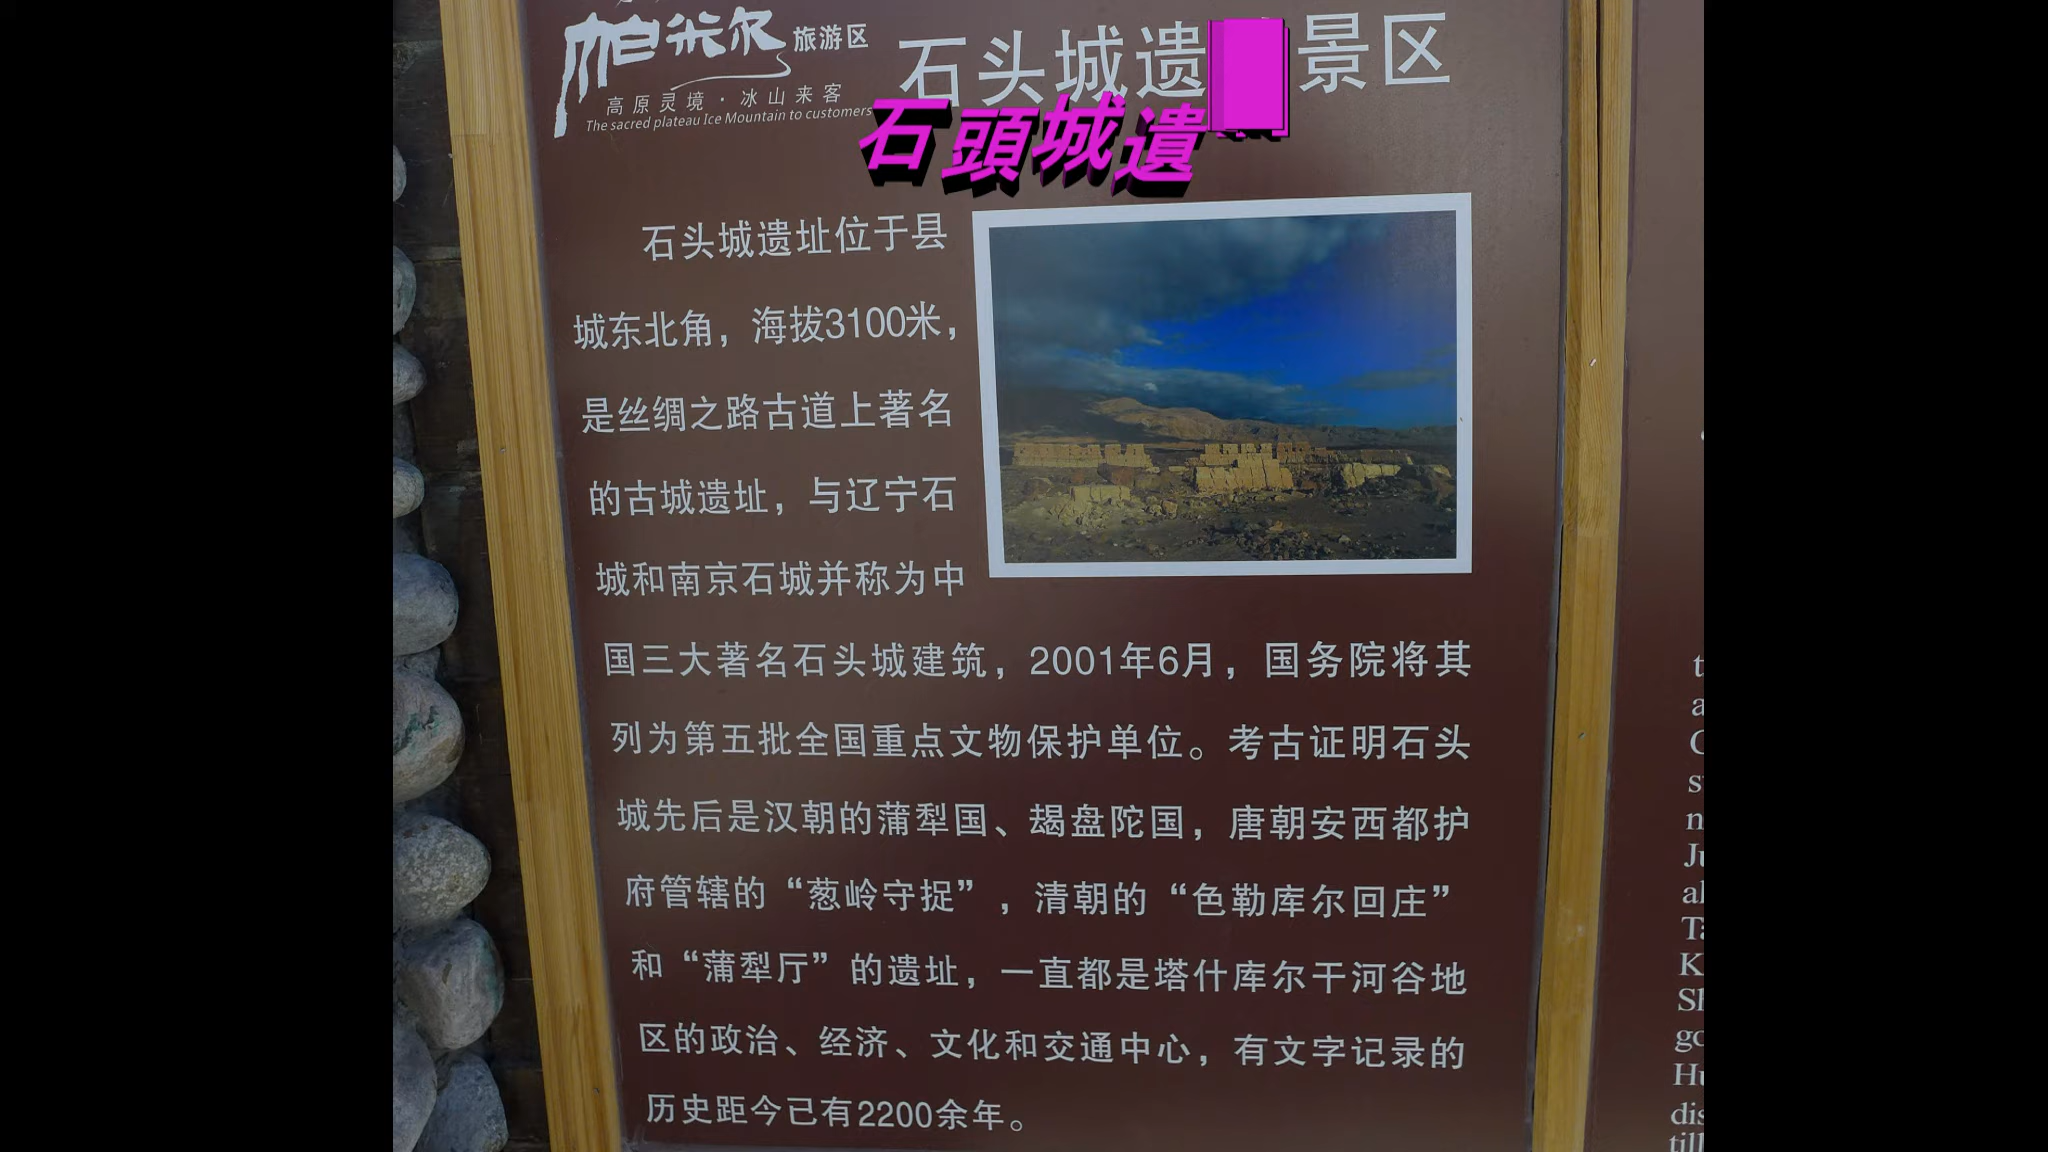 帕米尔旅游区
高原灵境·冰山来客
The sacred plateau Ice Mountain to customers
石头城遗 景区
石頭城遺
石头城遗址位于县
城东北角，海拔3100米，
是丝绸之路古道上著名
的古城遗址，与辽宁石
城和南京石城并称为中
国三大著名石头城建筑，2001年6月，国务院将其
列为第五批全国重点文物保护单位。考古证明石头
城先后是汉朝的蒲犁国、朅盘陀国，唐朝安西都护
府管辖的“葱岭守捉”，清朝的“色勒库尔回庄”
和“蒲犁厅”的遗址，一直都是塔什库尔干河谷地
区的政治、经济、文化和交通中心，有文字记录的
历史距今已有2200余年。